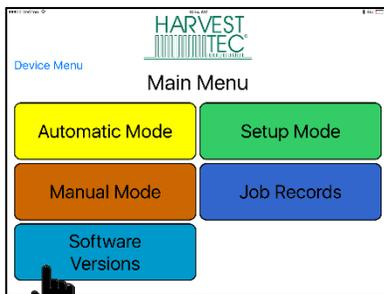 HARVEST
TEC
Device Menu
Main Menu
Automatic Mode
Setup Mode
Manual Mode
Job Records
Software
Versions